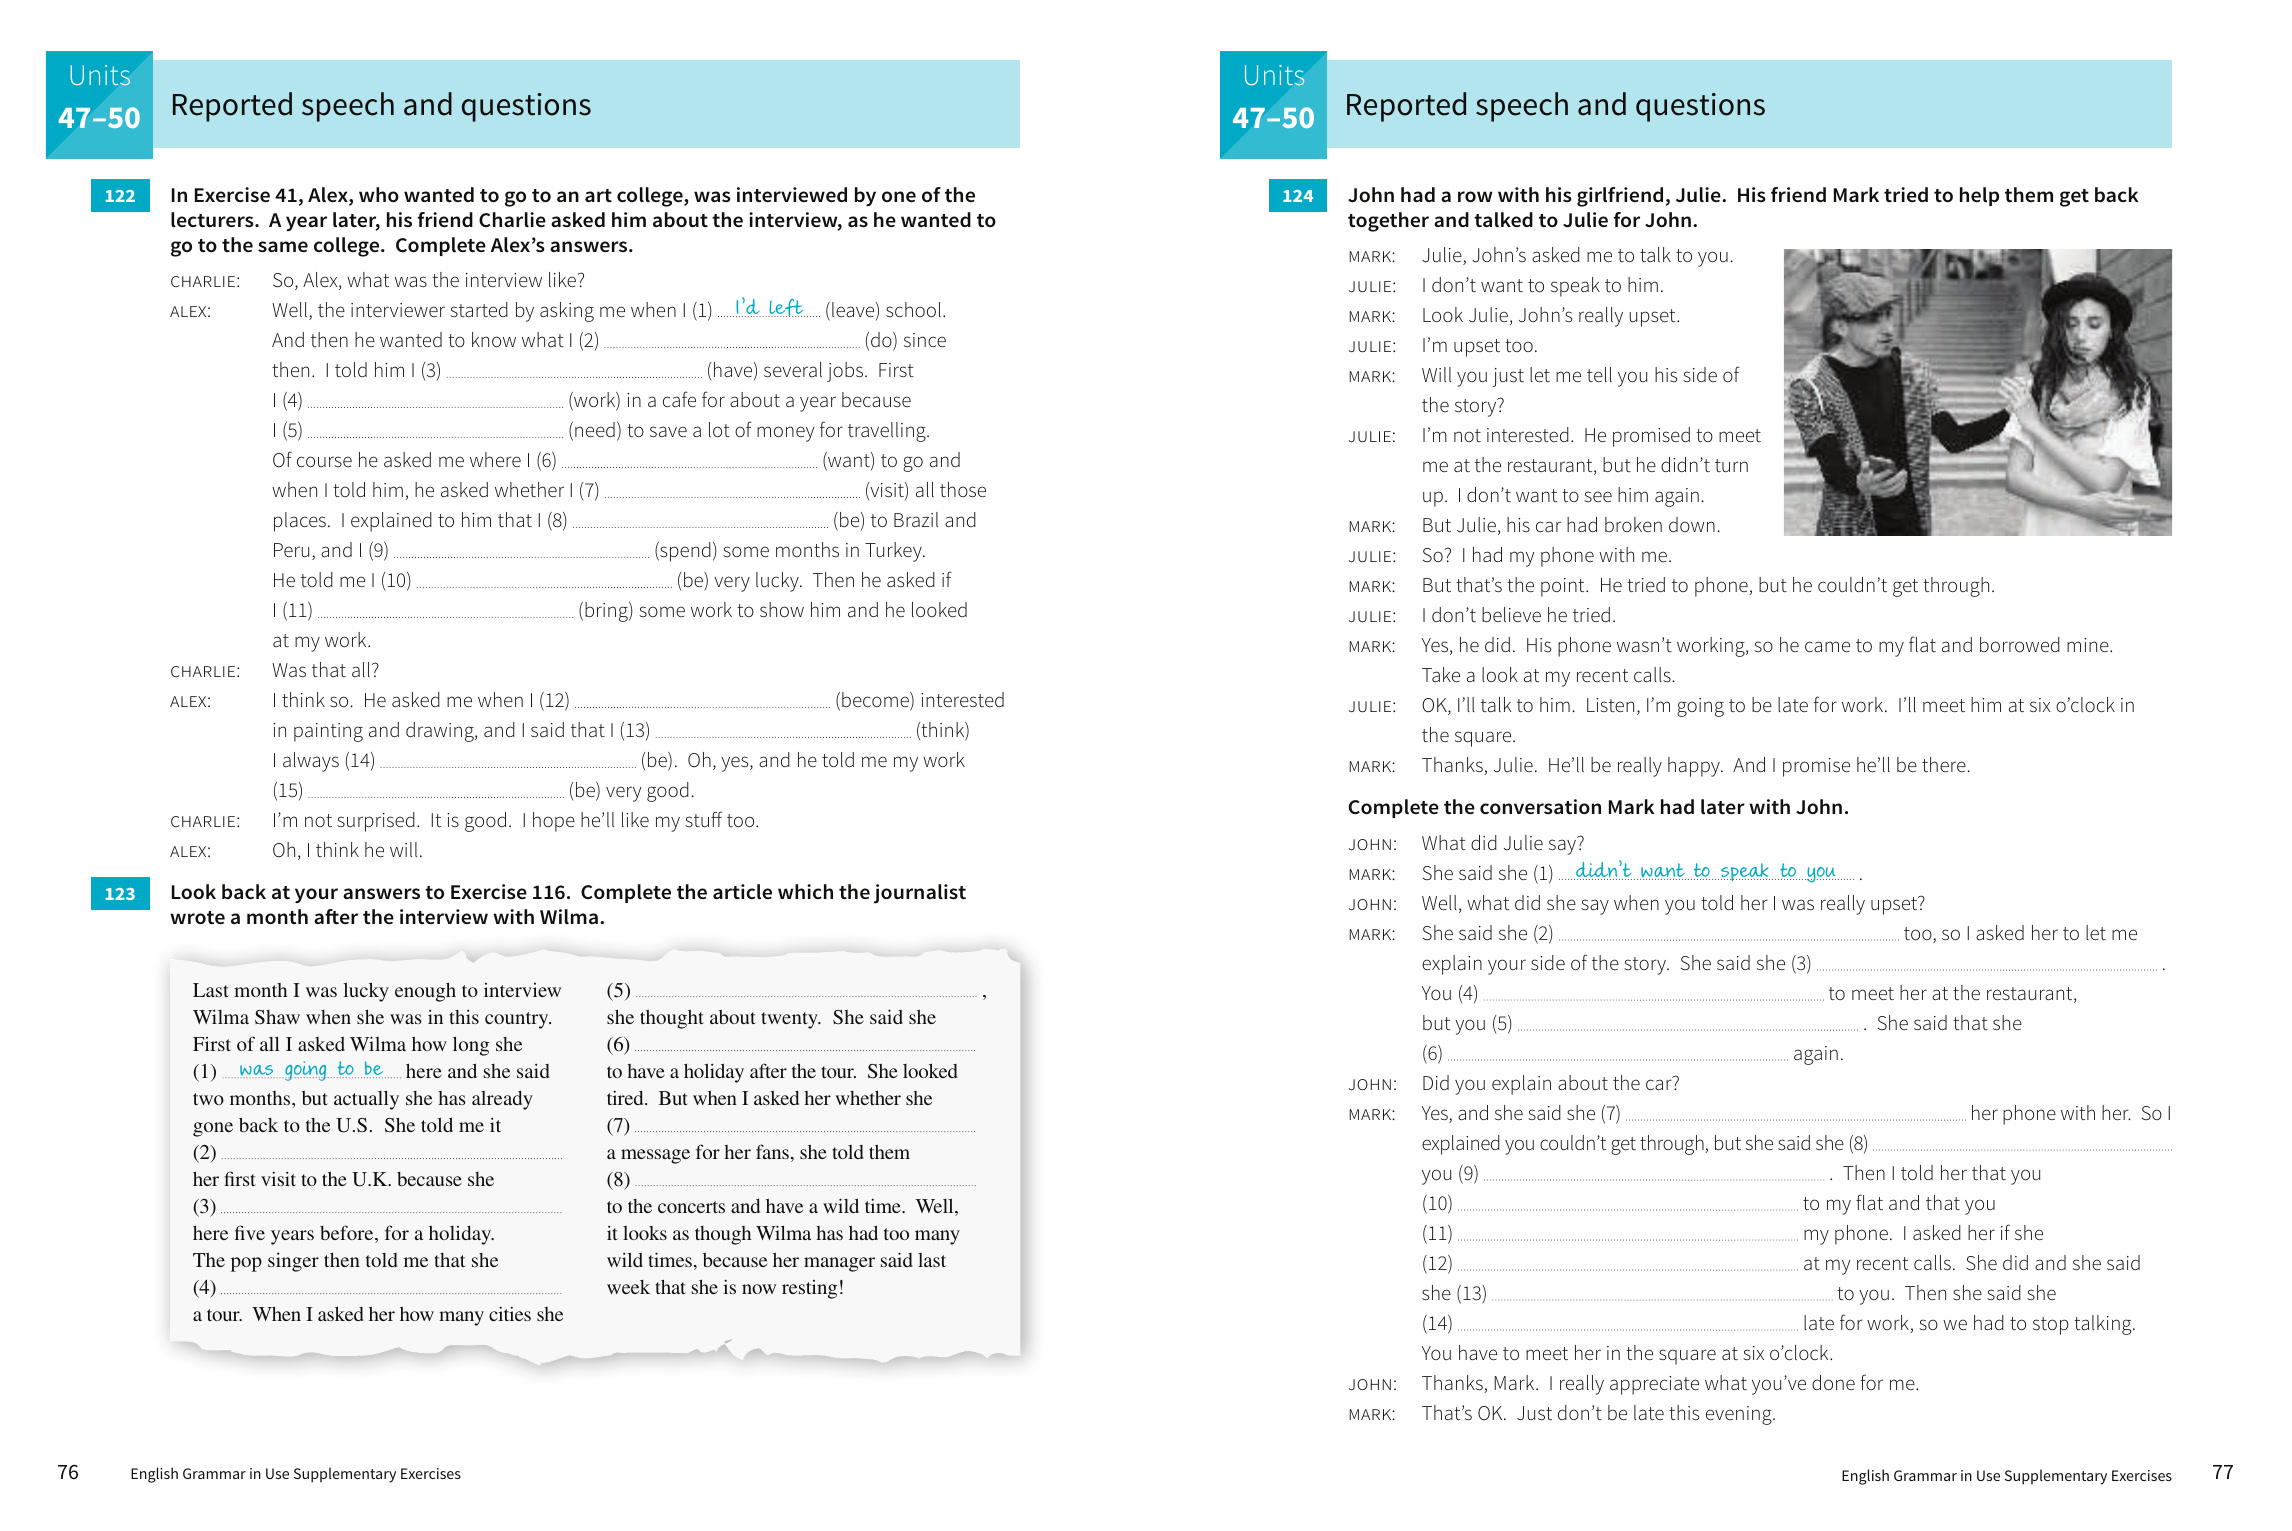 Units
47–50
Reported speech and questions
122
In Exercise 41, Alex, who wanted to go to an art college, was interviewed by one of the
lecturers. A year later, his friend Charlie asked him about the interview, as he wanted to
go to the same college. Complete Alex's answers.
CHARLIE: So, Alex, what was the interview like?
ALEX: Well, the interviewer started by asking me when I (1) I'd left (leave) school.
And then he wanted to know what I (2) (do) since
then. I told him I (3) (have) several jobs. First
I (4) (work) in a cafe for about a year because
I (5) (need) to save a lot of money for travelling.
Of course he asked me where I (6) (want) to go and
when I told him, he asked whether I (7) (visit) all those
places. I explained to him that I (8) (be) to Brazil and
Peru, and I (9) (spend) some months in Turkey.
He told me I (10) (be) very lucky. Then he asked if
I (11) (bring) some work to show him and he looked
at my work.
CHARLIE: Was that all?
ALEX: I think so. He asked me when I (12) (become) interested
in painting and drawing, and I said that I (13) (think)
I always (14) (be). Oh, yes, and he told me my work
(15) (be) very good.
CHARLIE: I'm not surprised. It is good. I hope he'll like my stuff too.
ALEX: Oh, I think he will.
123
Look back at your answers to Exercise 116. Complete the article which the journalist
wrote a month after the interview with Wilma.
Last month I was lucky enough to interview
Wilma Shaw when she was in this country.
First of all I asked Wilma how long she
(1) was going to be here and she said
two months, but actually she has already
gone back to the U.S. She told me it
(2)
her first visit to the U.K. because she
(3)
here five years before, for a holiday.
The pop singer then told me that she
(4)
a tour. When I asked her how many cities she
(5) ,
she thought about twenty. She said she
(6)
to have a holiday after the tour. She looked
tired. But when I asked her whether she
(7)
a message for her fans, she told them
(8)
to the concerts and have a wild time. Well,
it looks as though Wilma has had too many
wild times, because her manager said last
week that she is now resting!
76 English Grammar in Use Supplementary Exercises
Units
47–50
Reported speech and questions
124
John had a row with his girlfriend, Julie. His friend Mark tried to help them get back
together and talked to Julie for John.
MARK: Julie, John's asked me to talk to you.
JULIE: I don't want to speak to him.
MARK: Look Julie, John's really upset.
JULIE: I'm upset too.
MARK: Will you just let me tell you his side of
the story?
JULIE: I'm not interested. He promised to meet
me at the restaurant, but he didn't turn
up. I don't want to see him again.
MARK: But Julie, his car had broken down.
JULIE: So? I had my phone with me.
MARK: But that's the point. He tried to phone, but he couldn't get through.
JULIE: I don't believe he tried.
MARK: Yes, he did. His phone wasn't working, so he came to my flat and borrowed mine.
Take a look at my recent calls.
JULIE: OK, I'll talk to him. Listen, I'm going to be late for work. I'll meet him at six o'clock in
the square.
MARK: Thanks, Julie. He'll be really happy. And I promise he'll be there.
Complete the conversation Mark had later with John.
JOHN: What did Julie say?
MARK: She said she (1) didn't want to speak to you .
JOHN: Well, what did she say when you told her I was really upset?
MARK: She said she (2) too, so I asked her to let me
explain your side of the story. She said she (3) .
You (4) to meet her at the restaurant,
but you (5) . She said that she
(6) again.
JOHN: Did you explain about the car?
MARK: Yes, and she said she (7) her phone with her. So I
explained you couldn't get through, but she said she (8)
you (9) . Then I told her that you
(10) to my flat and that you
(11) my phone. I asked her if she
(12) at my recent calls. She did and she said
she (13) to you. Then she said she
(14) late for work, so we had to stop talking.
You have to meet her in the square at six o'clock.
JOHN: Thanks, Mark. I really appreciate what you've done for me.
MARK: That's OK. Just don't be late this evening.
English Grammar in Use Supplementary Exercises 77